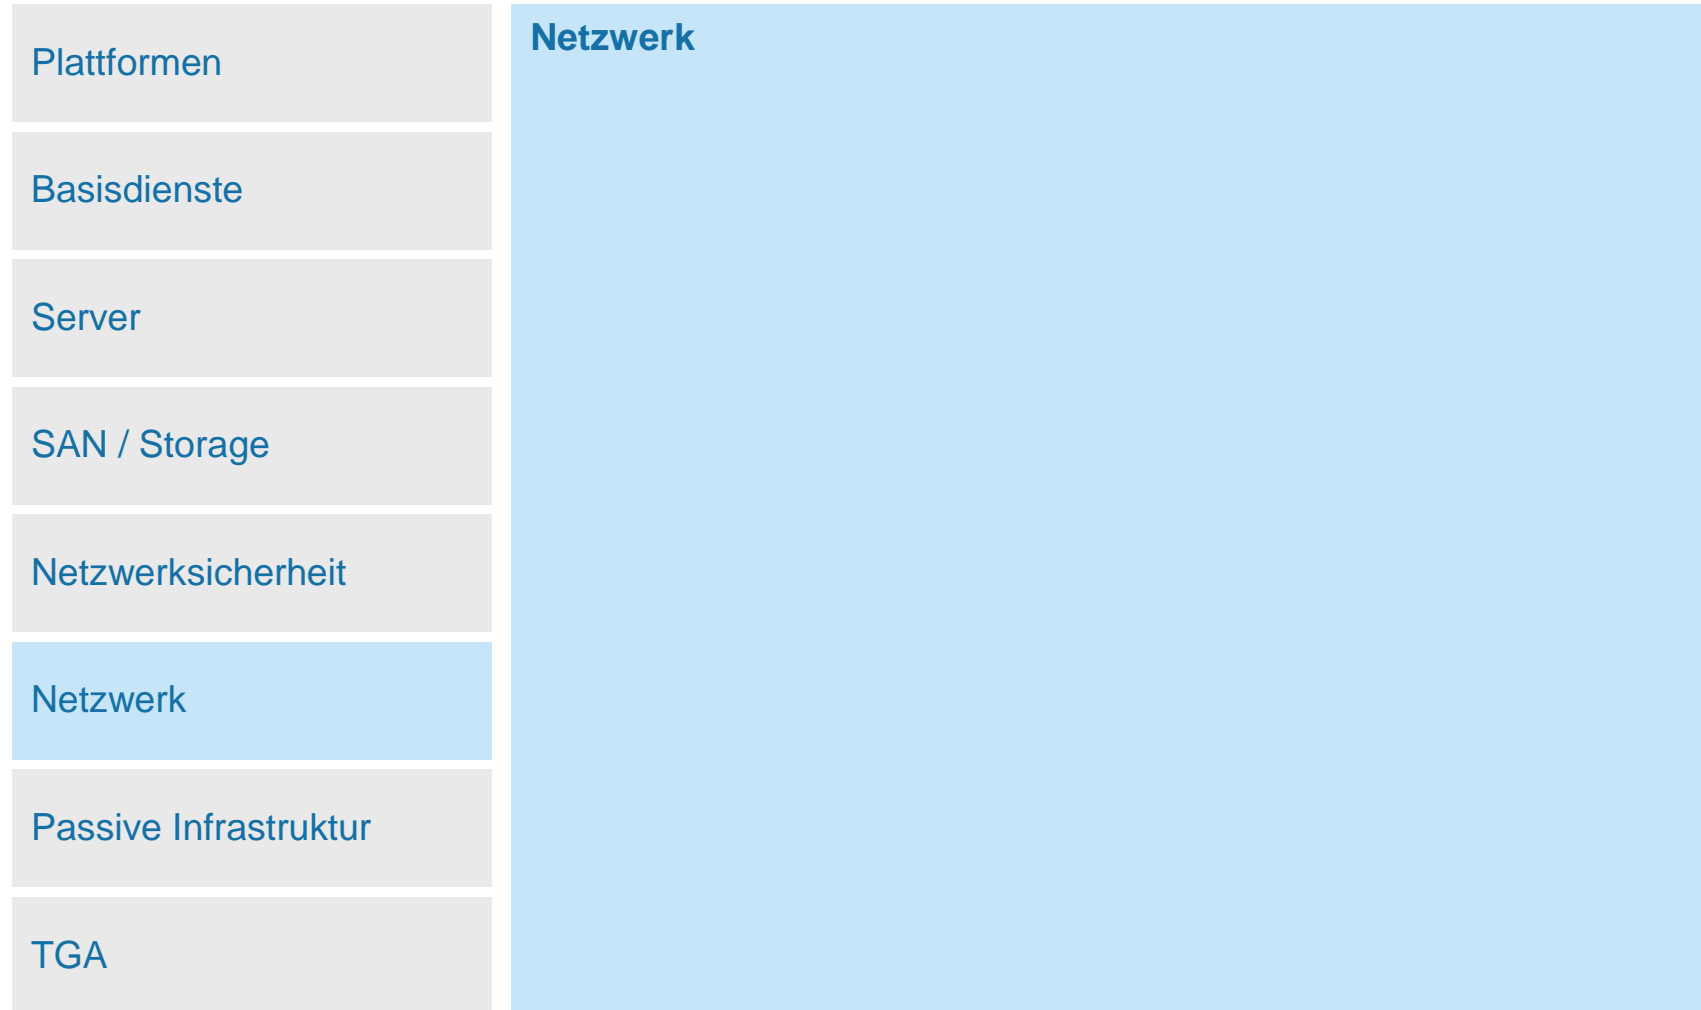 Plattformen
Basisdienste
Server
SAN / Storage
Netzwerksicherheit
Netzwerk
Passive Infrastruktur
TGA
Netzwerk